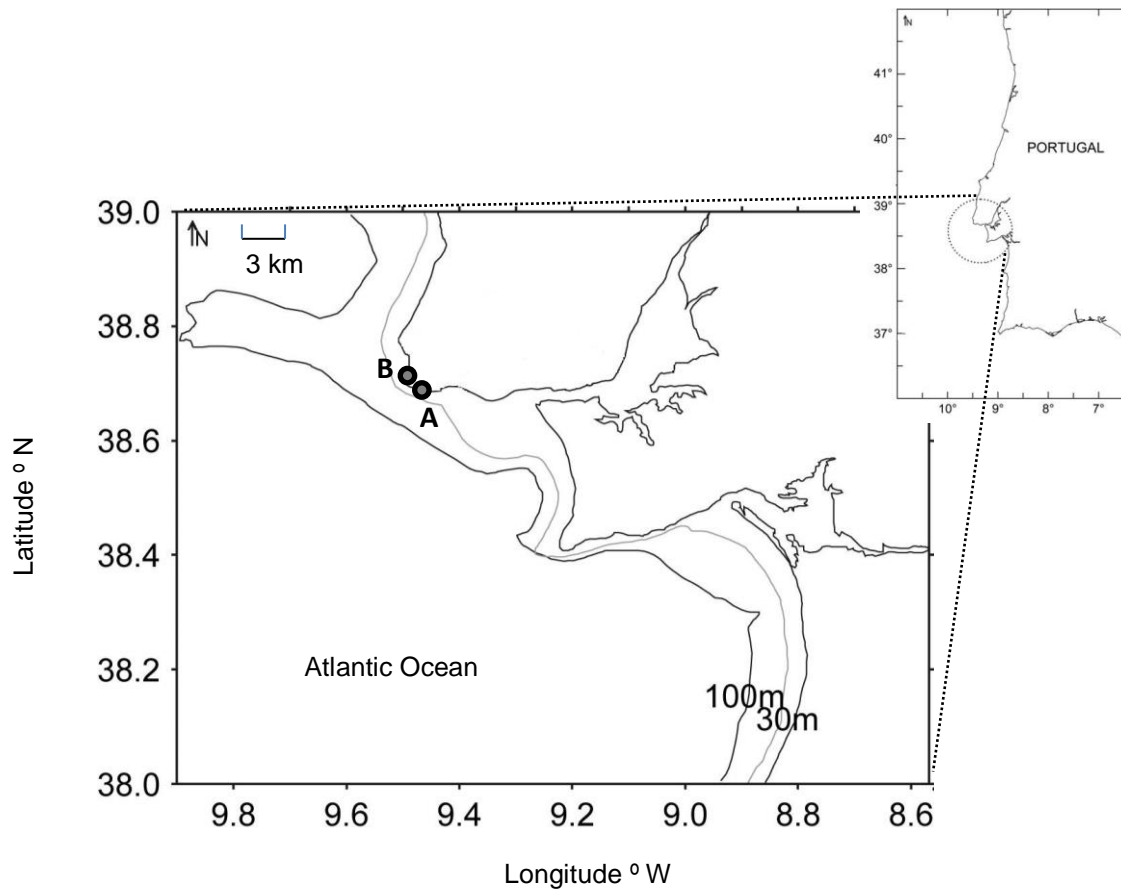 N
41°
40°
PORTUGAL
39°
38°
37°
10° 9° 8° 7°
39.0
N
3 km
38.8
B
A
38.6
Latitude º N
38.4
Atlantic Ocean
38.2
100m
30m
38.0
9.8 9.6 9.4 9.2 9.0 8.8 8.6
Longitude º W